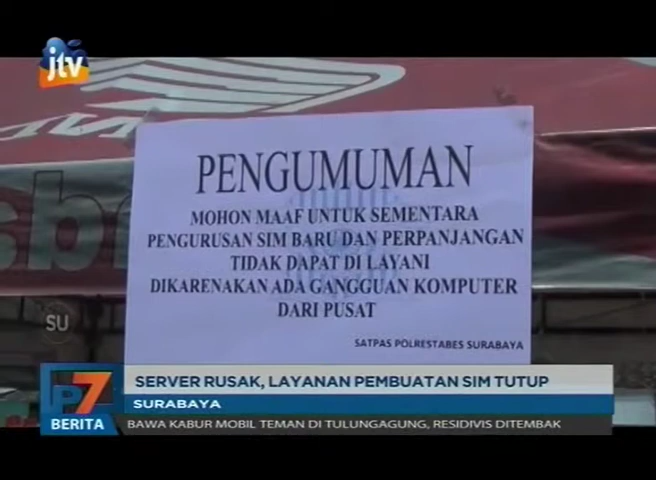 jtv
PENGUMUMAN
MOHON MAAF UNTUK SEMENTARA
PENGURUSAN SIM BARU DAN PERPANJANGAN
TIDAK DAPAT DI LAYANI
DIKARENAKAN ADA GANGGUAN KOMPUTER
DARI PUSAT
SATPAS POLRESTABES SURABAYA
SU
P7
BERITA
SERVER RUSAK, LAYANAN PEMBUATAN SIM TUTUP
SURABAYA
BAWA KABUR MOBIL TEMAN DI TULUNGAGUNG, RESIDIVIS DITEMBAK